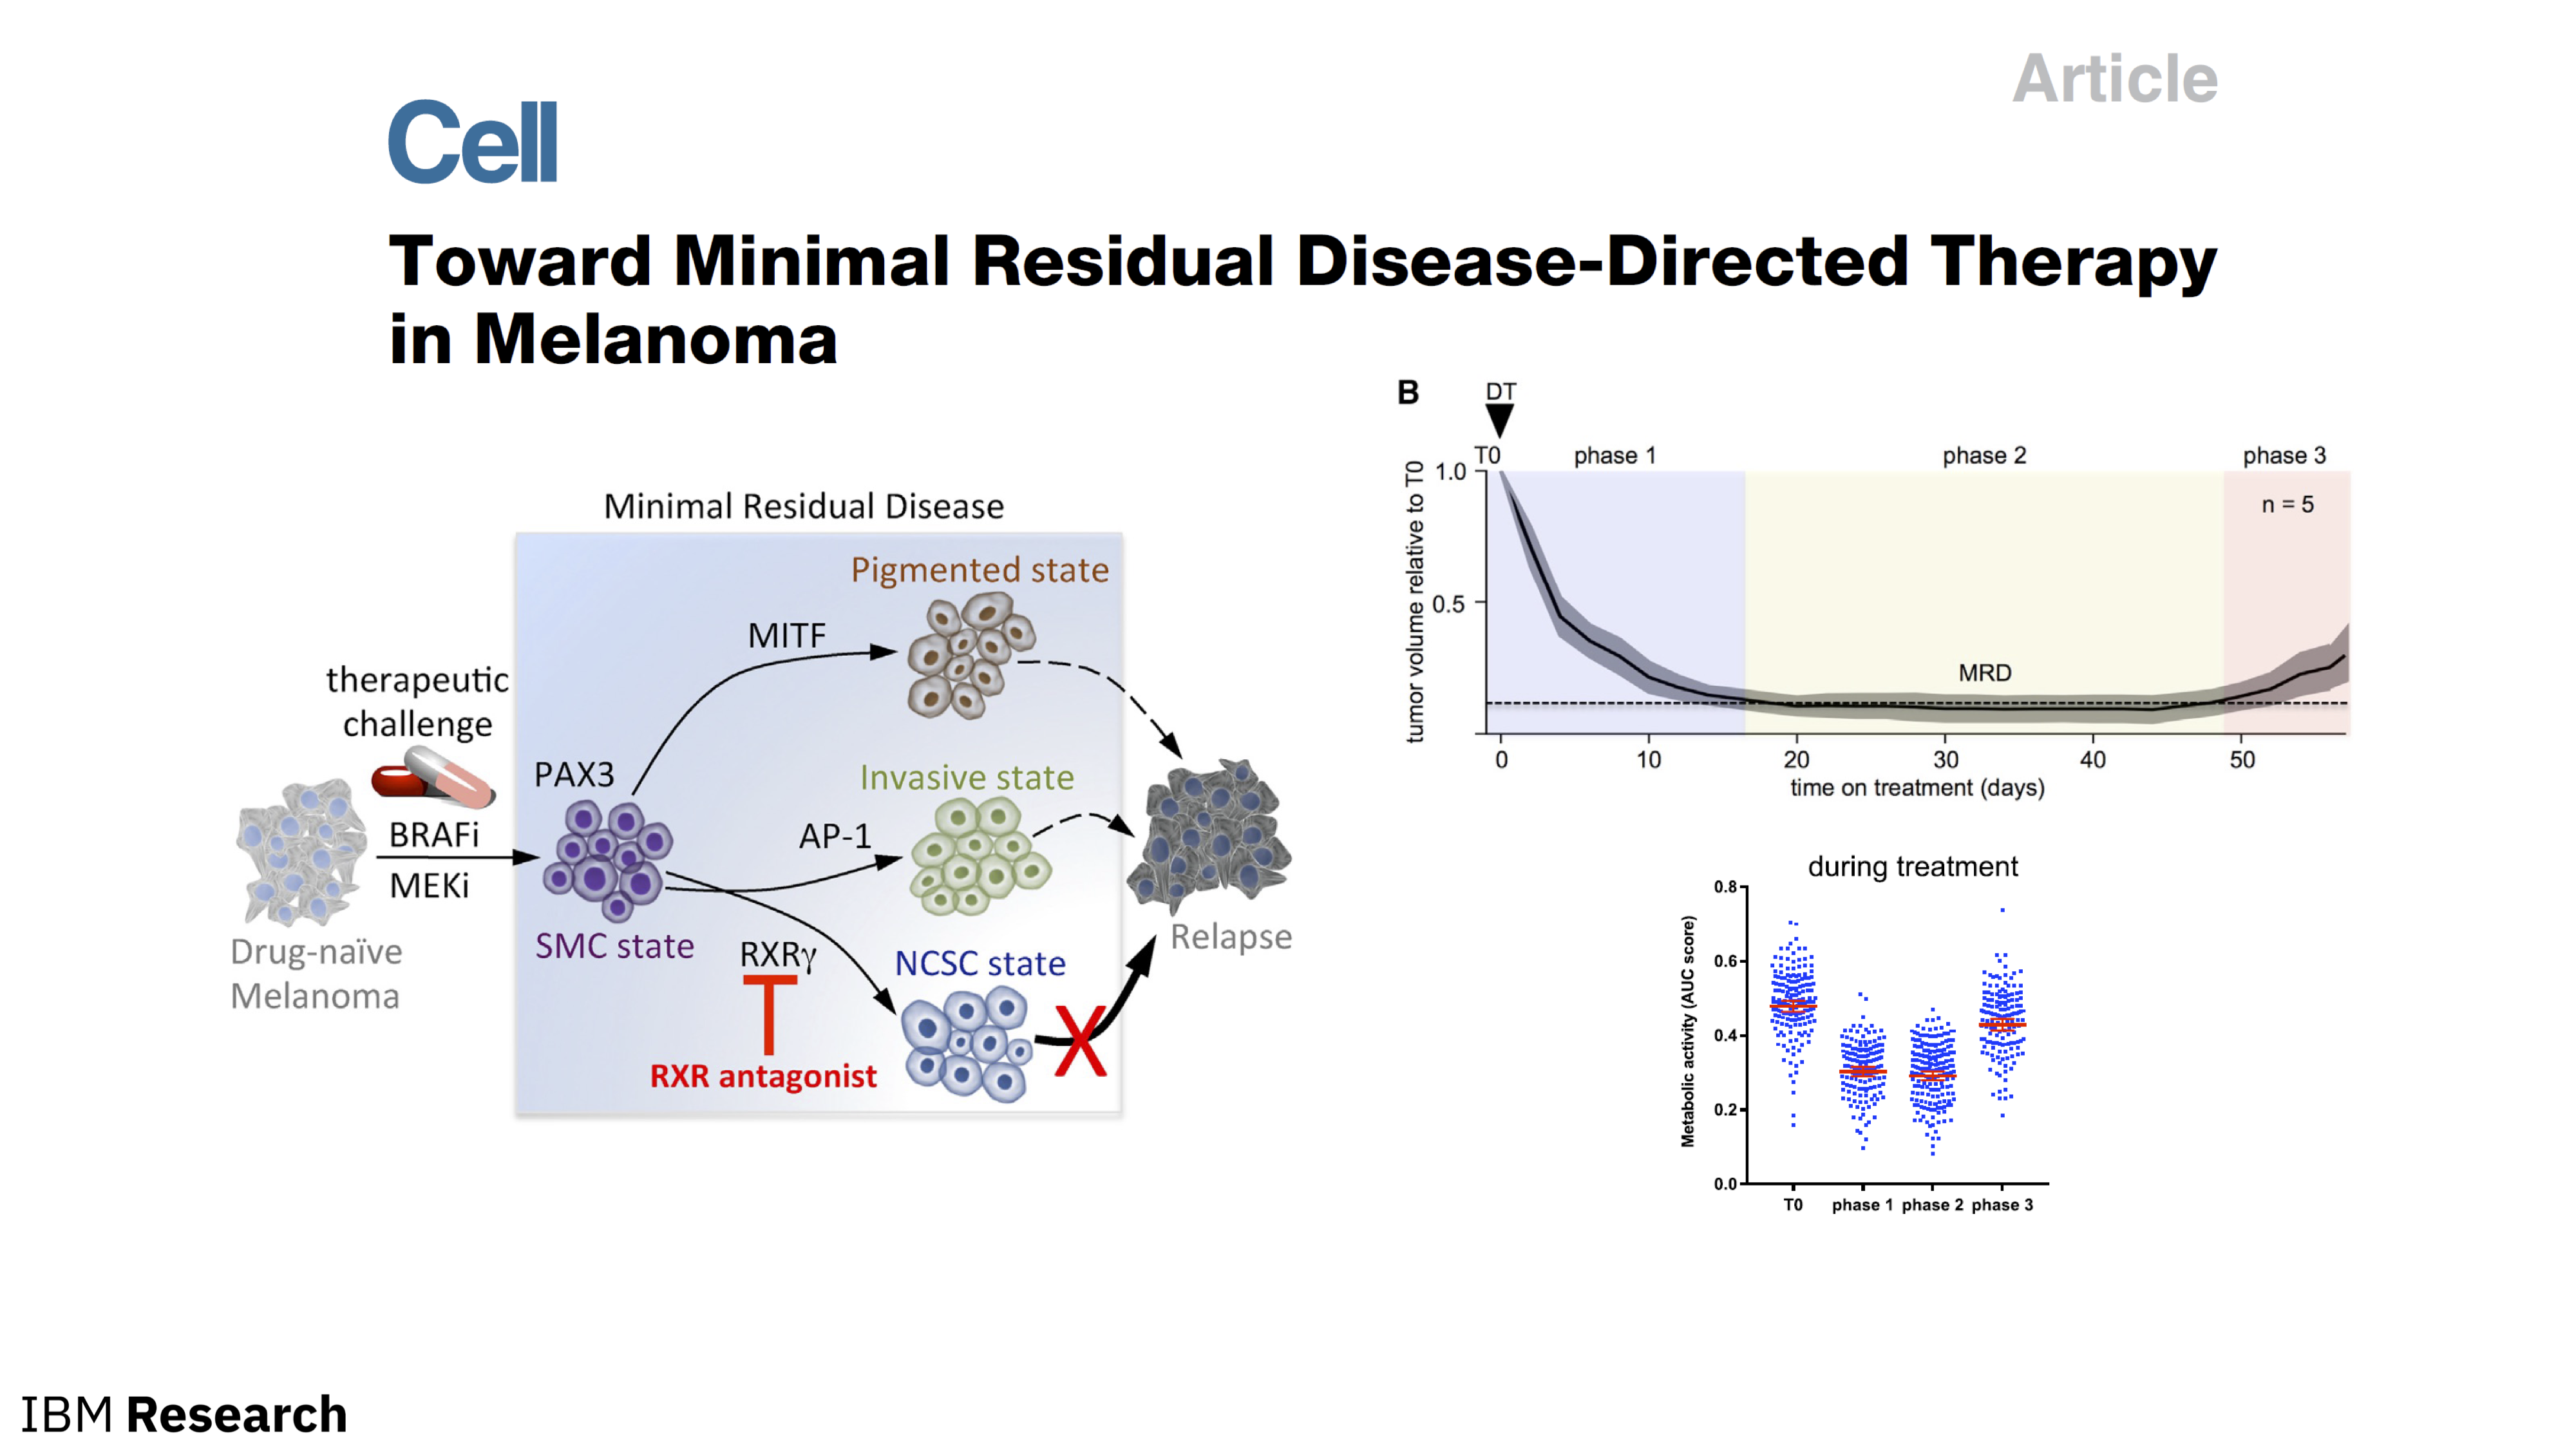 Article
Cell
Toward Minimal Residual Disease-Directed Therapy
in Melanoma
Minimal Residual Disease
Pigmented state
MITF
therapeutic
challenge
PAX3
Invasive state
BRAFi
AP-1
MEKi
Drug-naïve
Melanoma
SMC state
RXRγ
NCSC state
Relapse
RXR antagonist
X
B
DT
T0
phase 1
phase 2
phase 3
n = 5
tumor volume relative to T0
1.0
0.5
MRD
0
10
20
30
40
50
time on treatment (days)
during treatment
Metabolic activity (AUC score)
0.8
0.6
0.4
0.2
0.0
T0
phase 1
phase 2
phase 3
IBM Research